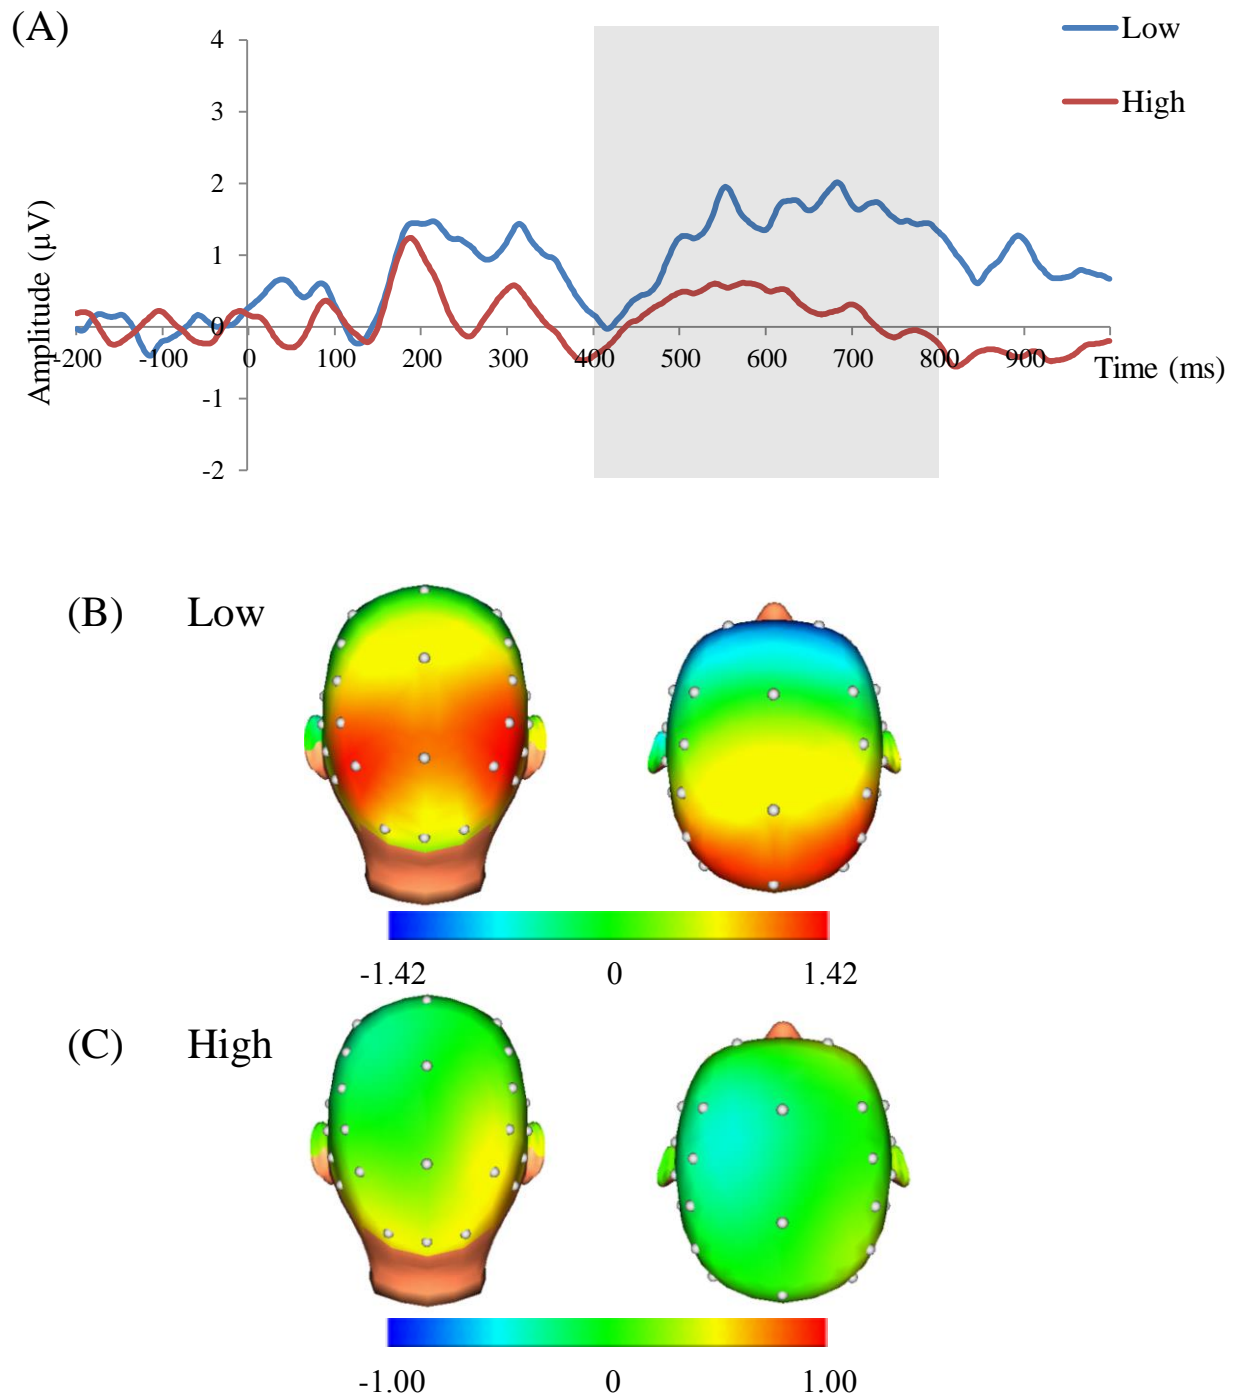 (A)
Low
High
4
3
2
1
0
-1
-2
Amplitude (μV)
-200 -100 0 100 200 300 400 500 600 700 800 900 Time (ms)
(B) Low
-1.42 0 1.42
(C) High
-1.00 0 1.00